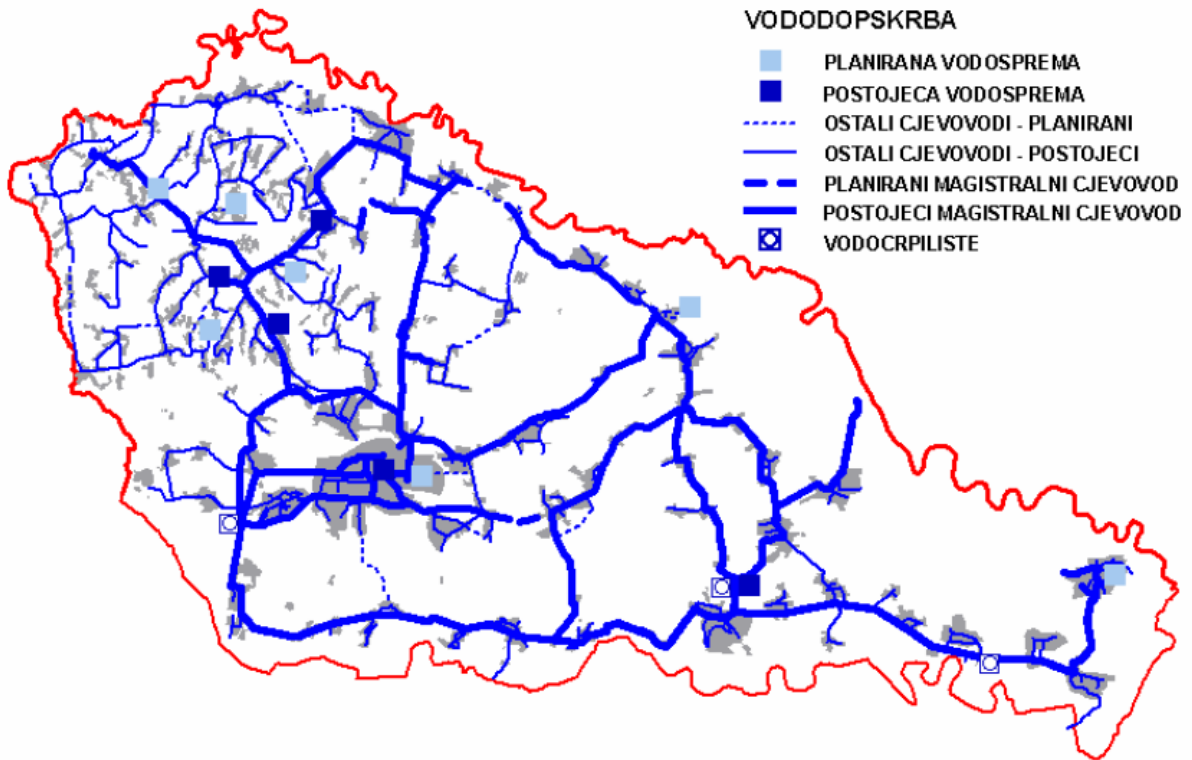 VODODOPSKRBA
PLANIRANA VODOSPREMA
POSTOJECA VODOSPREMA
OSTALI CJEVOVODI - PLANIRANI
OSTALI CJEVOVODI - POSTOJECI
PLANIRANI MAGISTRALNI CJEVOVOD
POSTOJECI MAGISTRALNI CJEVOVOD
VODOCRPILISTE